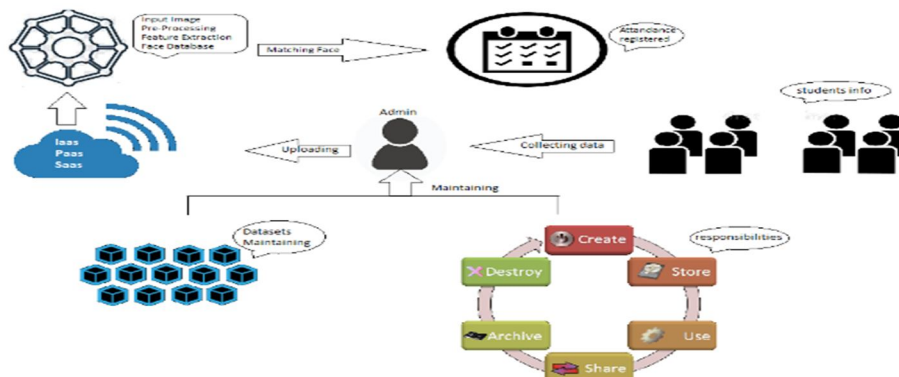 Input Image
Pre-Processing
Feature Extraction
Face Database
Matching Face
Attendance
registered
students info
Admin
Iaas
Paas
Saas
Uploading
Collecting data
Maintaining
Datasets
Maintaining
Create
responsibilities
Destroy
Store
Archive
Use
Share